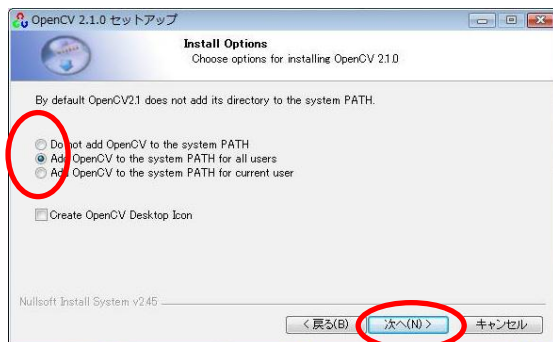 OpenCV 2.1.0 セットアップ
Install Options
Choose options for installing OpenCV 2.1.0
By default OpenCV2.1 does not add its directory to the system PATH.
Do not add OpenCV to the system PATH
Add OpenCV to the system PATH for all users
Add OpenCV to the system PATH for current user
Create OpenCV Desktop Icon
Nullsoft Install System v2.45
< 戻る(B)
次へ(N) >
キャンセル